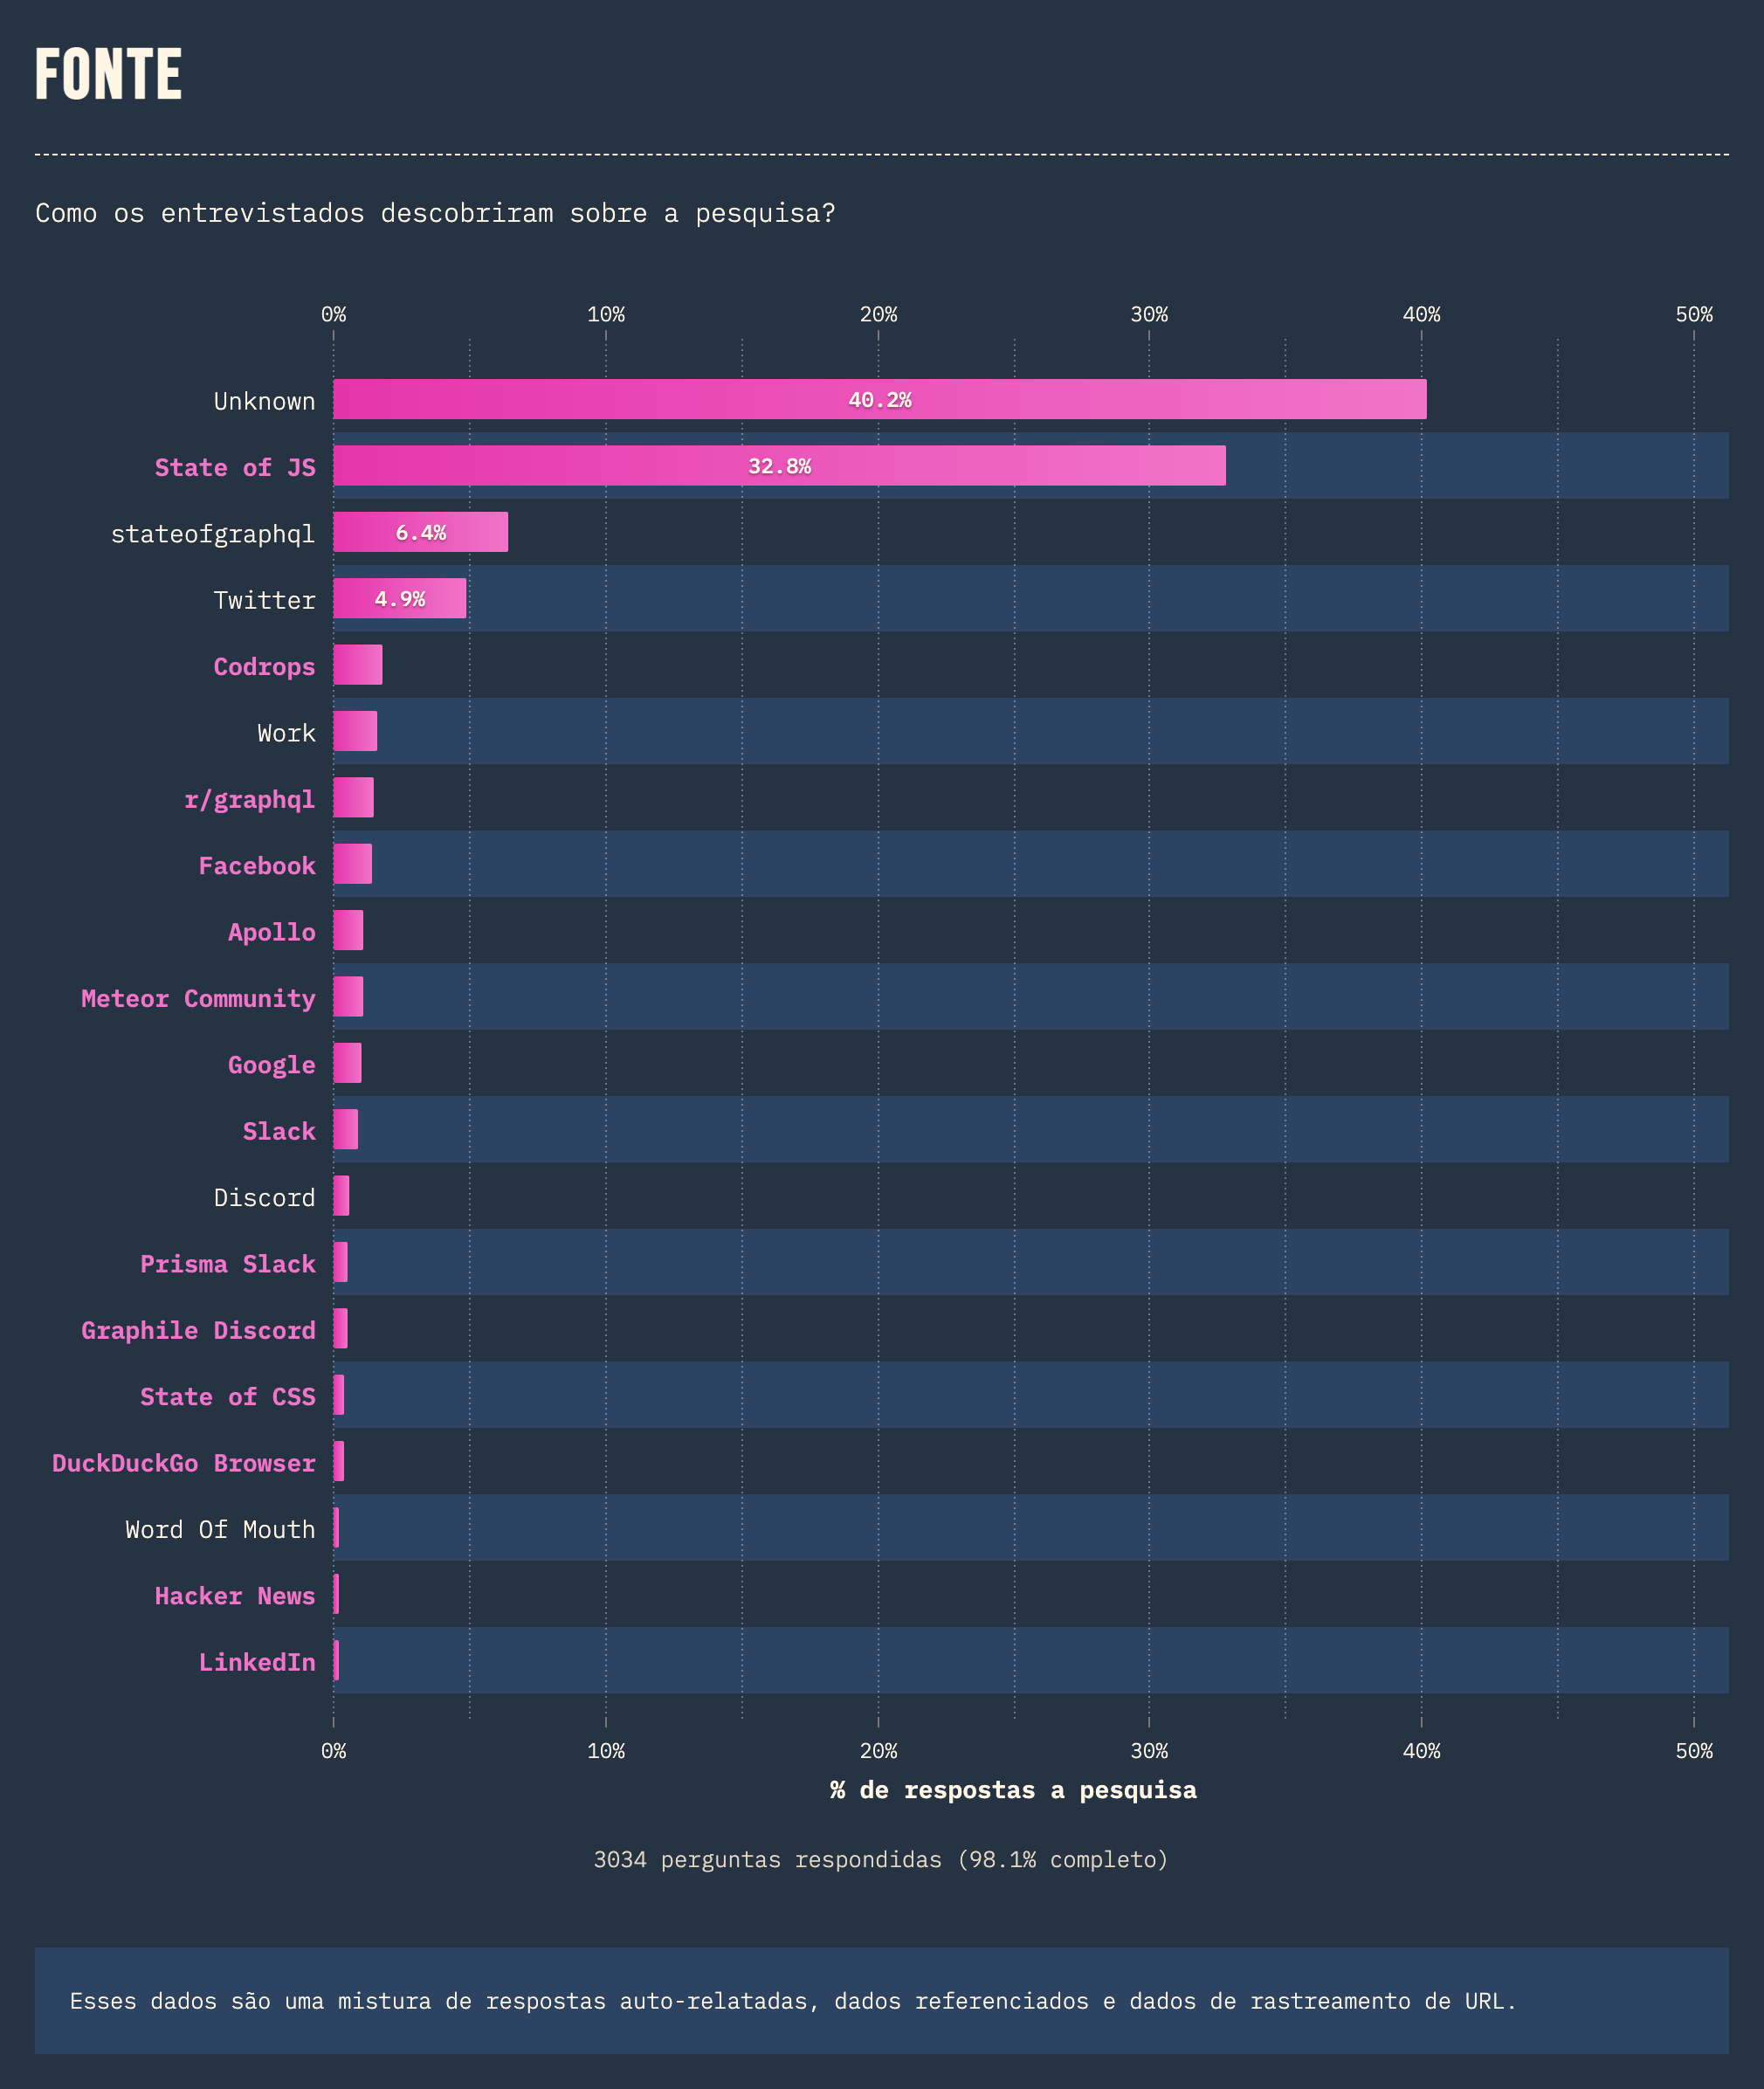 FONTE
Como os entrevistados descobriram sobre a pesquisa?
0% 10% 20% 30% 40% 50%
Unknown 40.2%
State of JS 32.8%
stateofgraphql 6.4%
Twitter 4.9%
Codrops
Work
r/graphql
Facebook
Apollo
Meteor Community
Google
Slack
Discord
Prisma Slack
Graphile Discord
State of CSS
DuckDuckGo Browser
Word Of Mouth
Hacker News
LinkedIn
0% 10% 20% 30% 40% 50%
% de respostas a pesquisa
3034 perguntas respondidas (98.1% completo)
Esses dados são uma mistura de respostas auto-relatadas, dados referenciados e dados de rastreamento de URL.